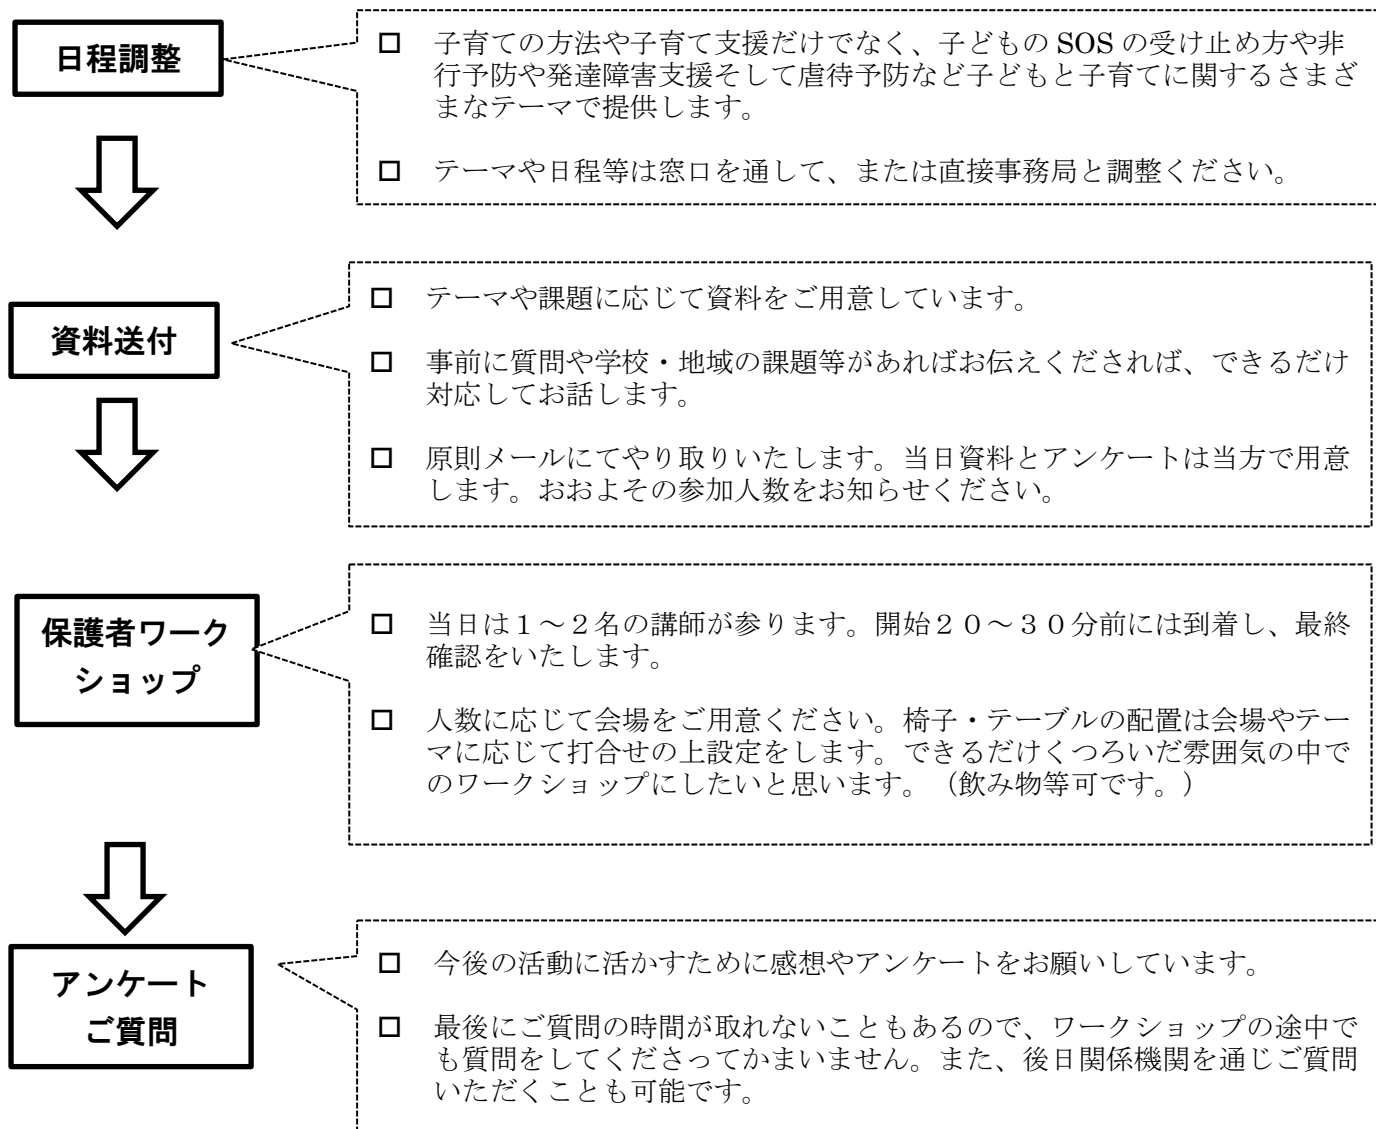 日程調整
□ 子育ての方法や子育て支援だけでなく、子どもの SOS の受け止め方や非
行予防や発達障害支援そして虐待予防など子どもと子育てに関するさまざ
まなテーマで提供します。
□ テーマや日程等は窓口を通して、または直接事務局と調整ください。
資料送付
□ テーマや課題に応じて資料をご用意しています。
□ 事前に質問や学校・地域の課題等があればお伝えくだされば、できるだけ
対応してお話します。
□ 原則メールにてやり取りいたします。当日資料とアンケートは当方で用意
します。おおよその参加人数をお知らせください。
保護者ワーク
ショップ
□ 当日は１～２名の講師が参ります。開始２０～３０分前には到着し、最終
確認をいたします。
□ 人数に応じて会場をご用意ください。椅子・テーブルの配置は会場やテー
マに応じて打合せの上設定をします。できるだけくつろいだ雰囲気の中で
のワークショップにしたいと思います。（飲み物等可です。）
アンケート
ご質問
□ 今後の活動に活かすために感想やアンケートをお願いしています。
□ 最後にご質問の時間が取れないこともあるので、ワークショップの途中で
も質問をしてくださってかまいません。また、後日関係機関を通じご質問
いただくことも可能です。